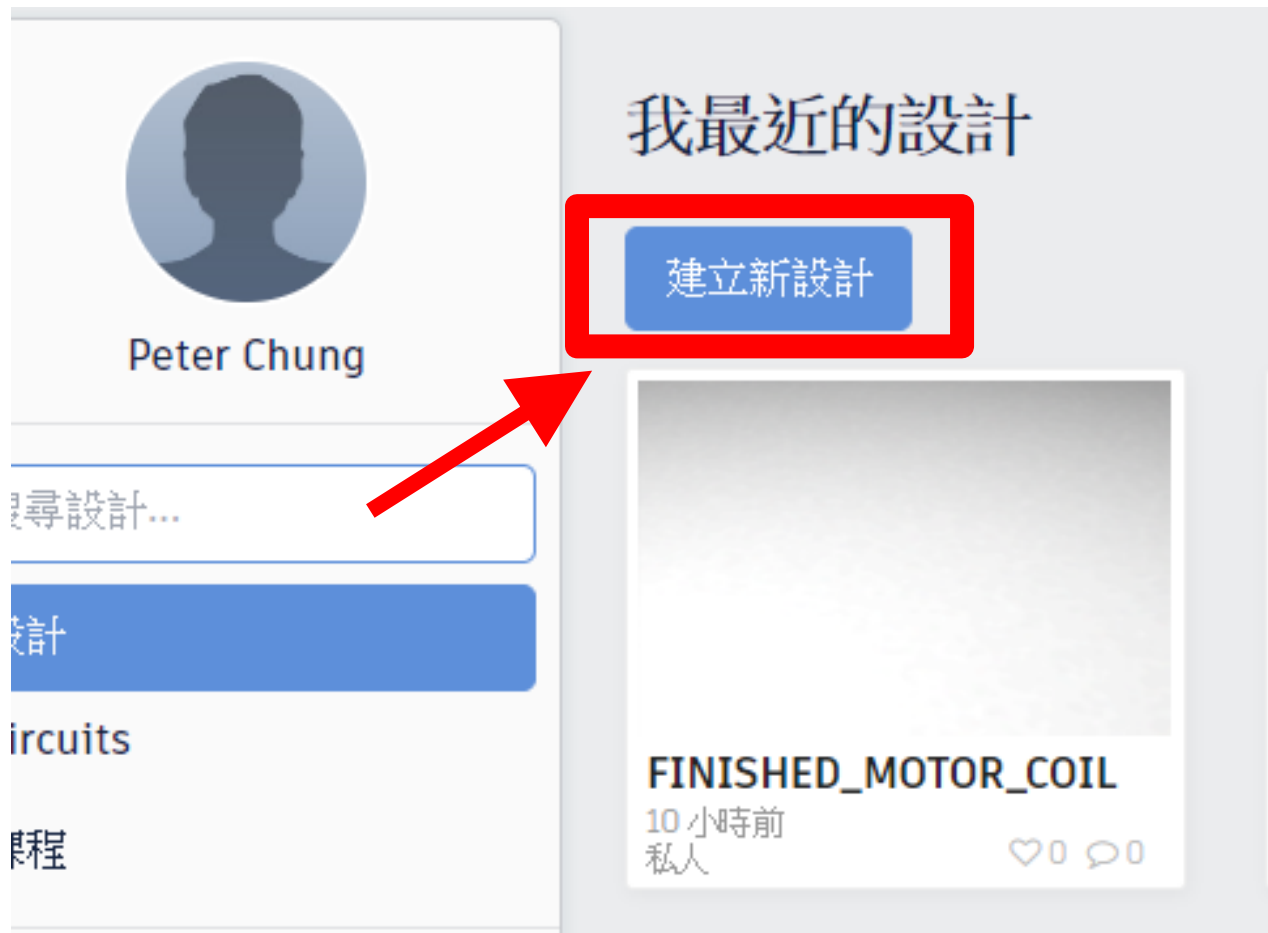 Peter Chung
搜尋設計...
設計
ircuits
課程
我最近的設計
建立新設計
FINISHED_MOTOR_COIL
10 小時前
私人
0 0